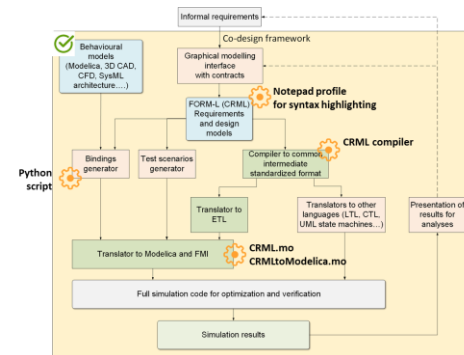 Informal requirements
Co-design framework
Behavioural
models
(Modelica, 3D CAD,
CFD, SysML
architecture....)
Graphical modelling
interface
with contracts
Notepad profile
for syntax highlighting
FORM-L (CRML)
Requirements
and design
models
CRML compiler
Python
script
Bindings
generator
Test scenarios
generator
Compiler to common
intermediate
standardized format
Translator to
ETL
Translators to other
languages (LTL, CTL,
UML state machines...)
Presentation of
results for
analyses
CRML.mo
CRMLtoModelica.mo
Translator to Modelica and FMI
Full simulation code for optimization and verification
Simulation results